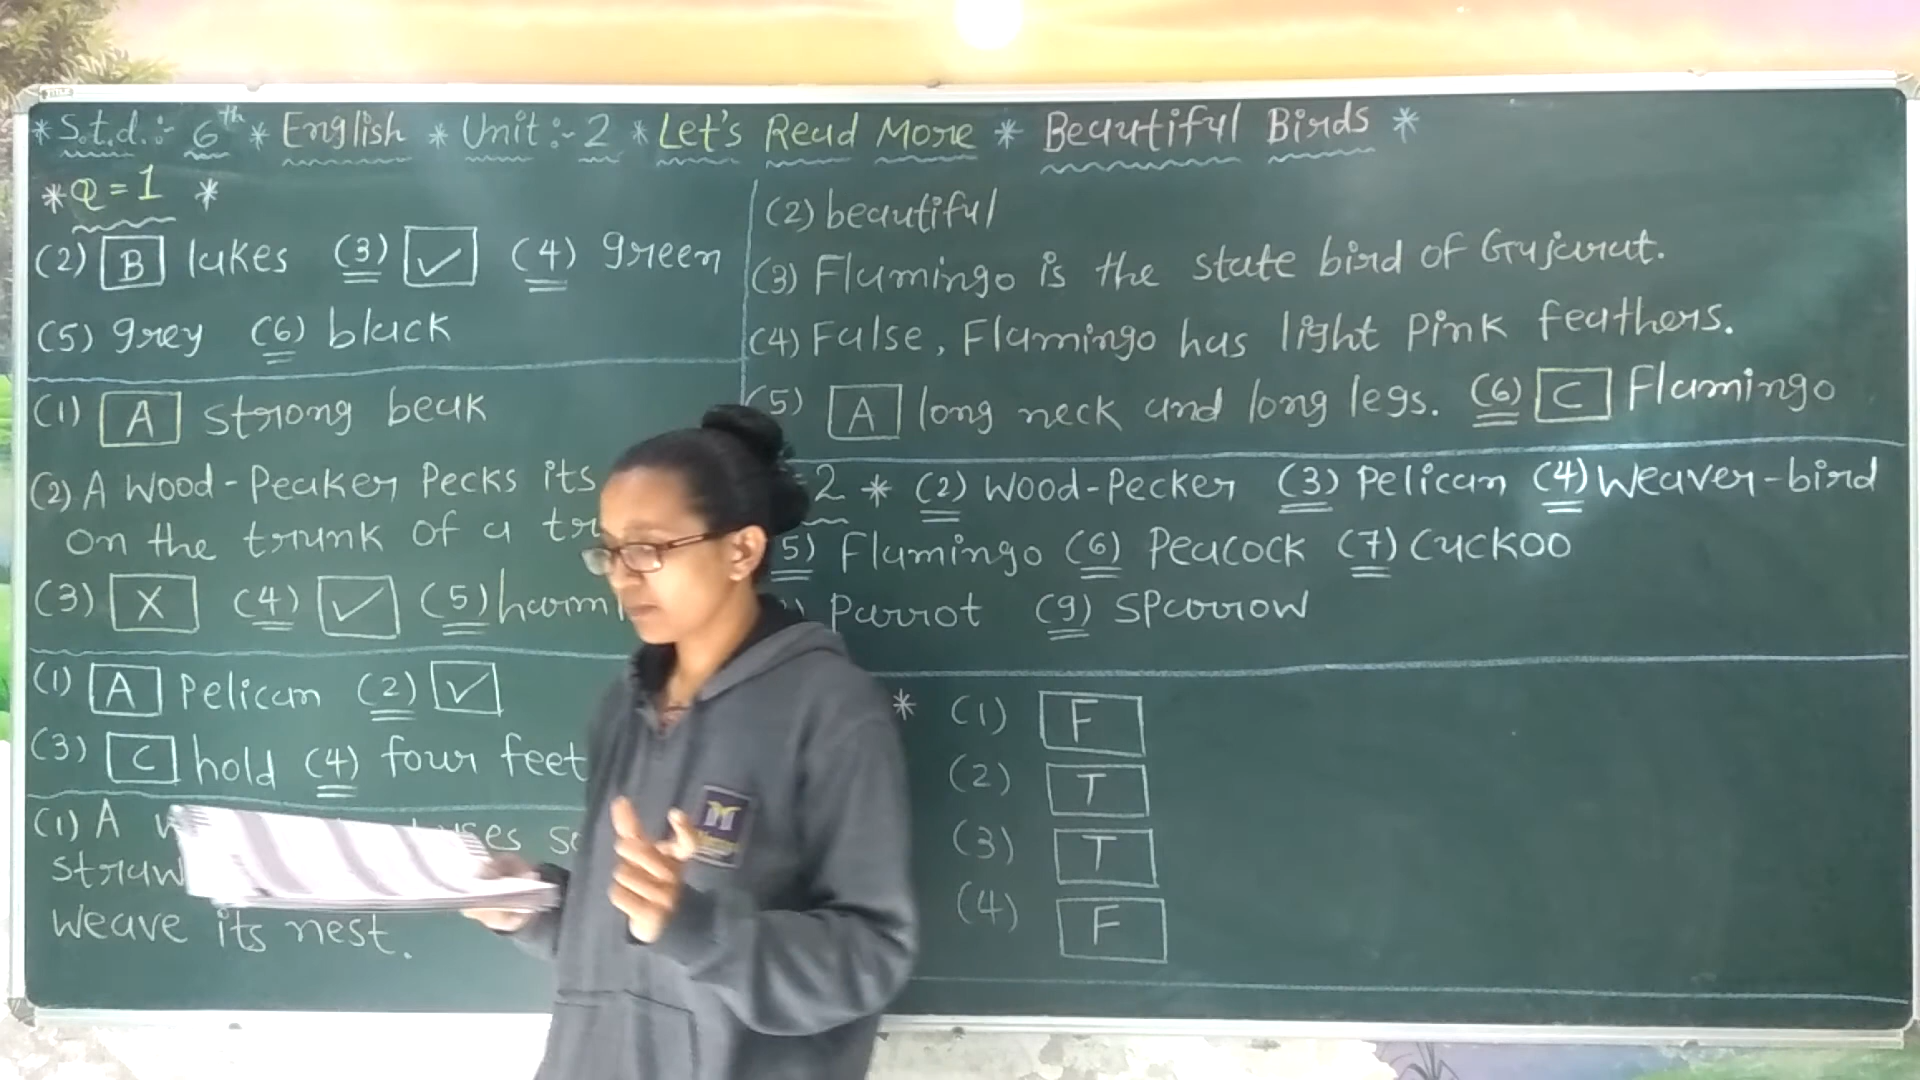 * S.t.d.:- 6th * English * Unit:- 2 * Let's Read More * Beautiful Birds *
* Q = 1 *
(2) B lakes (3) ✓ (4) green
(5) grey (6) black
(1) A strong beak
(2) A wood-Peaker Pecks its
on the trunk of a
(3) X (4) ✓ (5)
(1) A Pelican (2) ✓
(3) C hold (4) four feet
(1) A
weave its nest.
(2) beautiful
(3) Flamingo is the state bird of Gujarat.
(4) False, Flamingo has light Pink feathers.
(5) A long neck and long legs. (6) C Flamingo
2 * (2) Wood-Pecker (3) Pelican (4) Weaver-bird
5) Flamingo (6) Peacock (7) Cuckoo
Parrot (9) Sparrow
* (1) F
(2) T
(3) T
(4) F